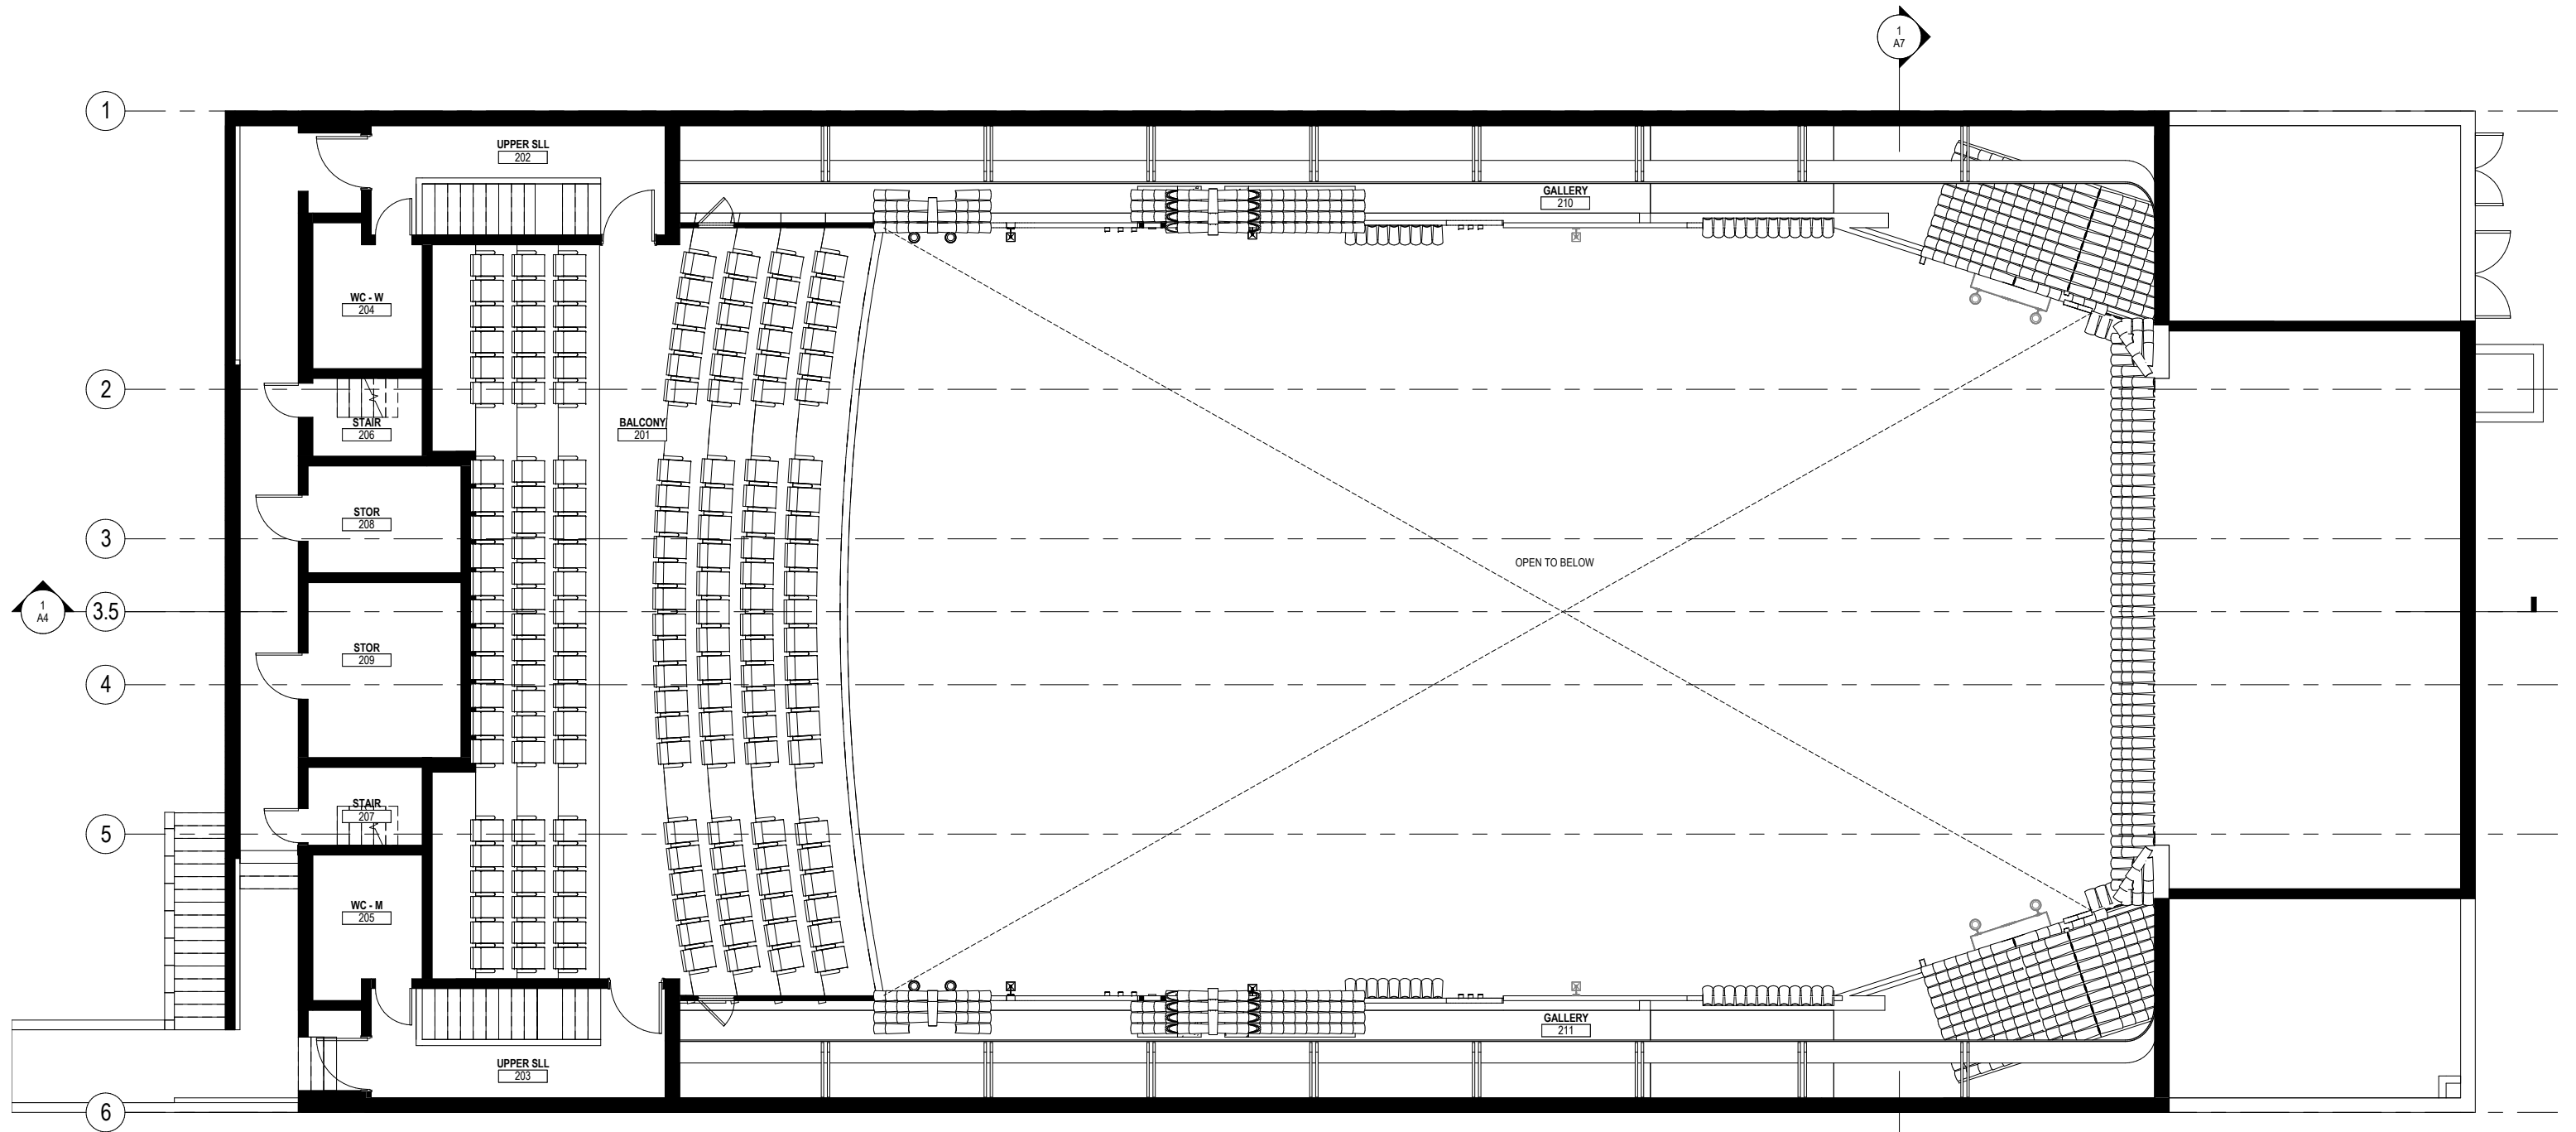 1
A7
1
UPPER SLL
202
GALLERY
210
WC - W
204
2
BALCONY
201
STAIR
206
STOR
208
3
OPEN TO BELOW
1
A4
3.5
STOR
209
4
STAIR
207
5
WC - M
205
GALLERY
211
UPPER SLL
203
6